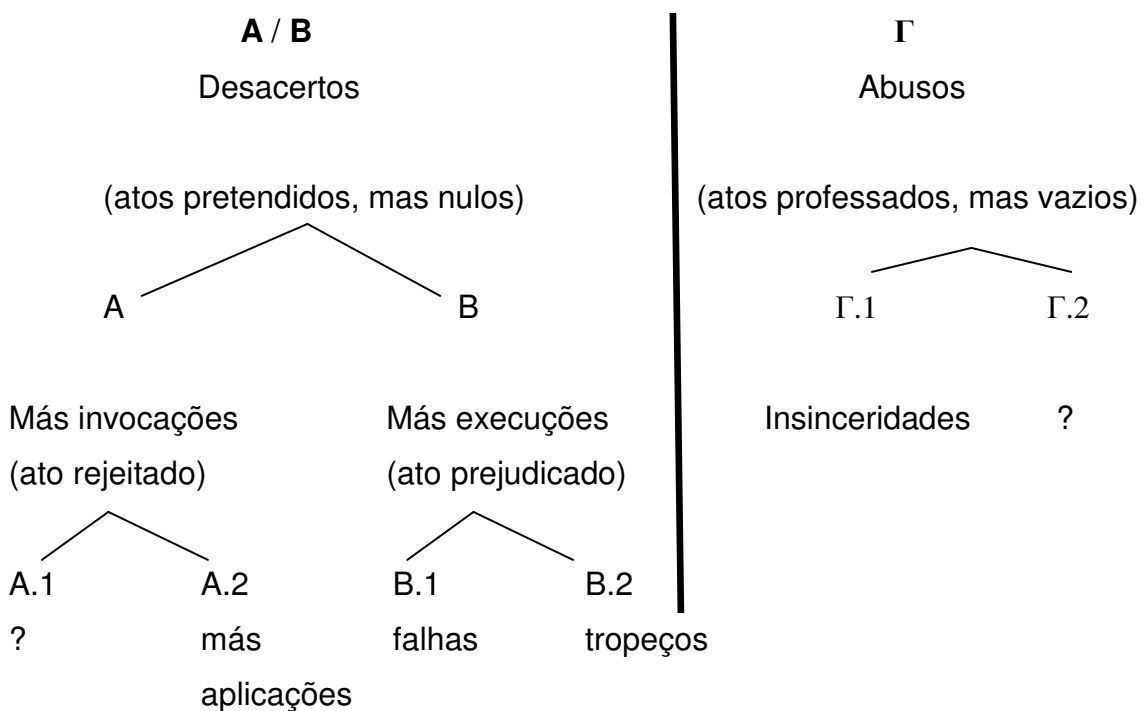 A / B
Desacertos
(atos pretendidos, mas nulos)
A B
Más invocações
(ato rejeitado)
Más execuções
(ato prejudicado)
A.1 A.2 B.1 B.2
? más
aplicações
falhas tropeços
Γ
Abusos
(atos professados, mas vazios)
Γ.1 Γ.2
Insinceridades ?